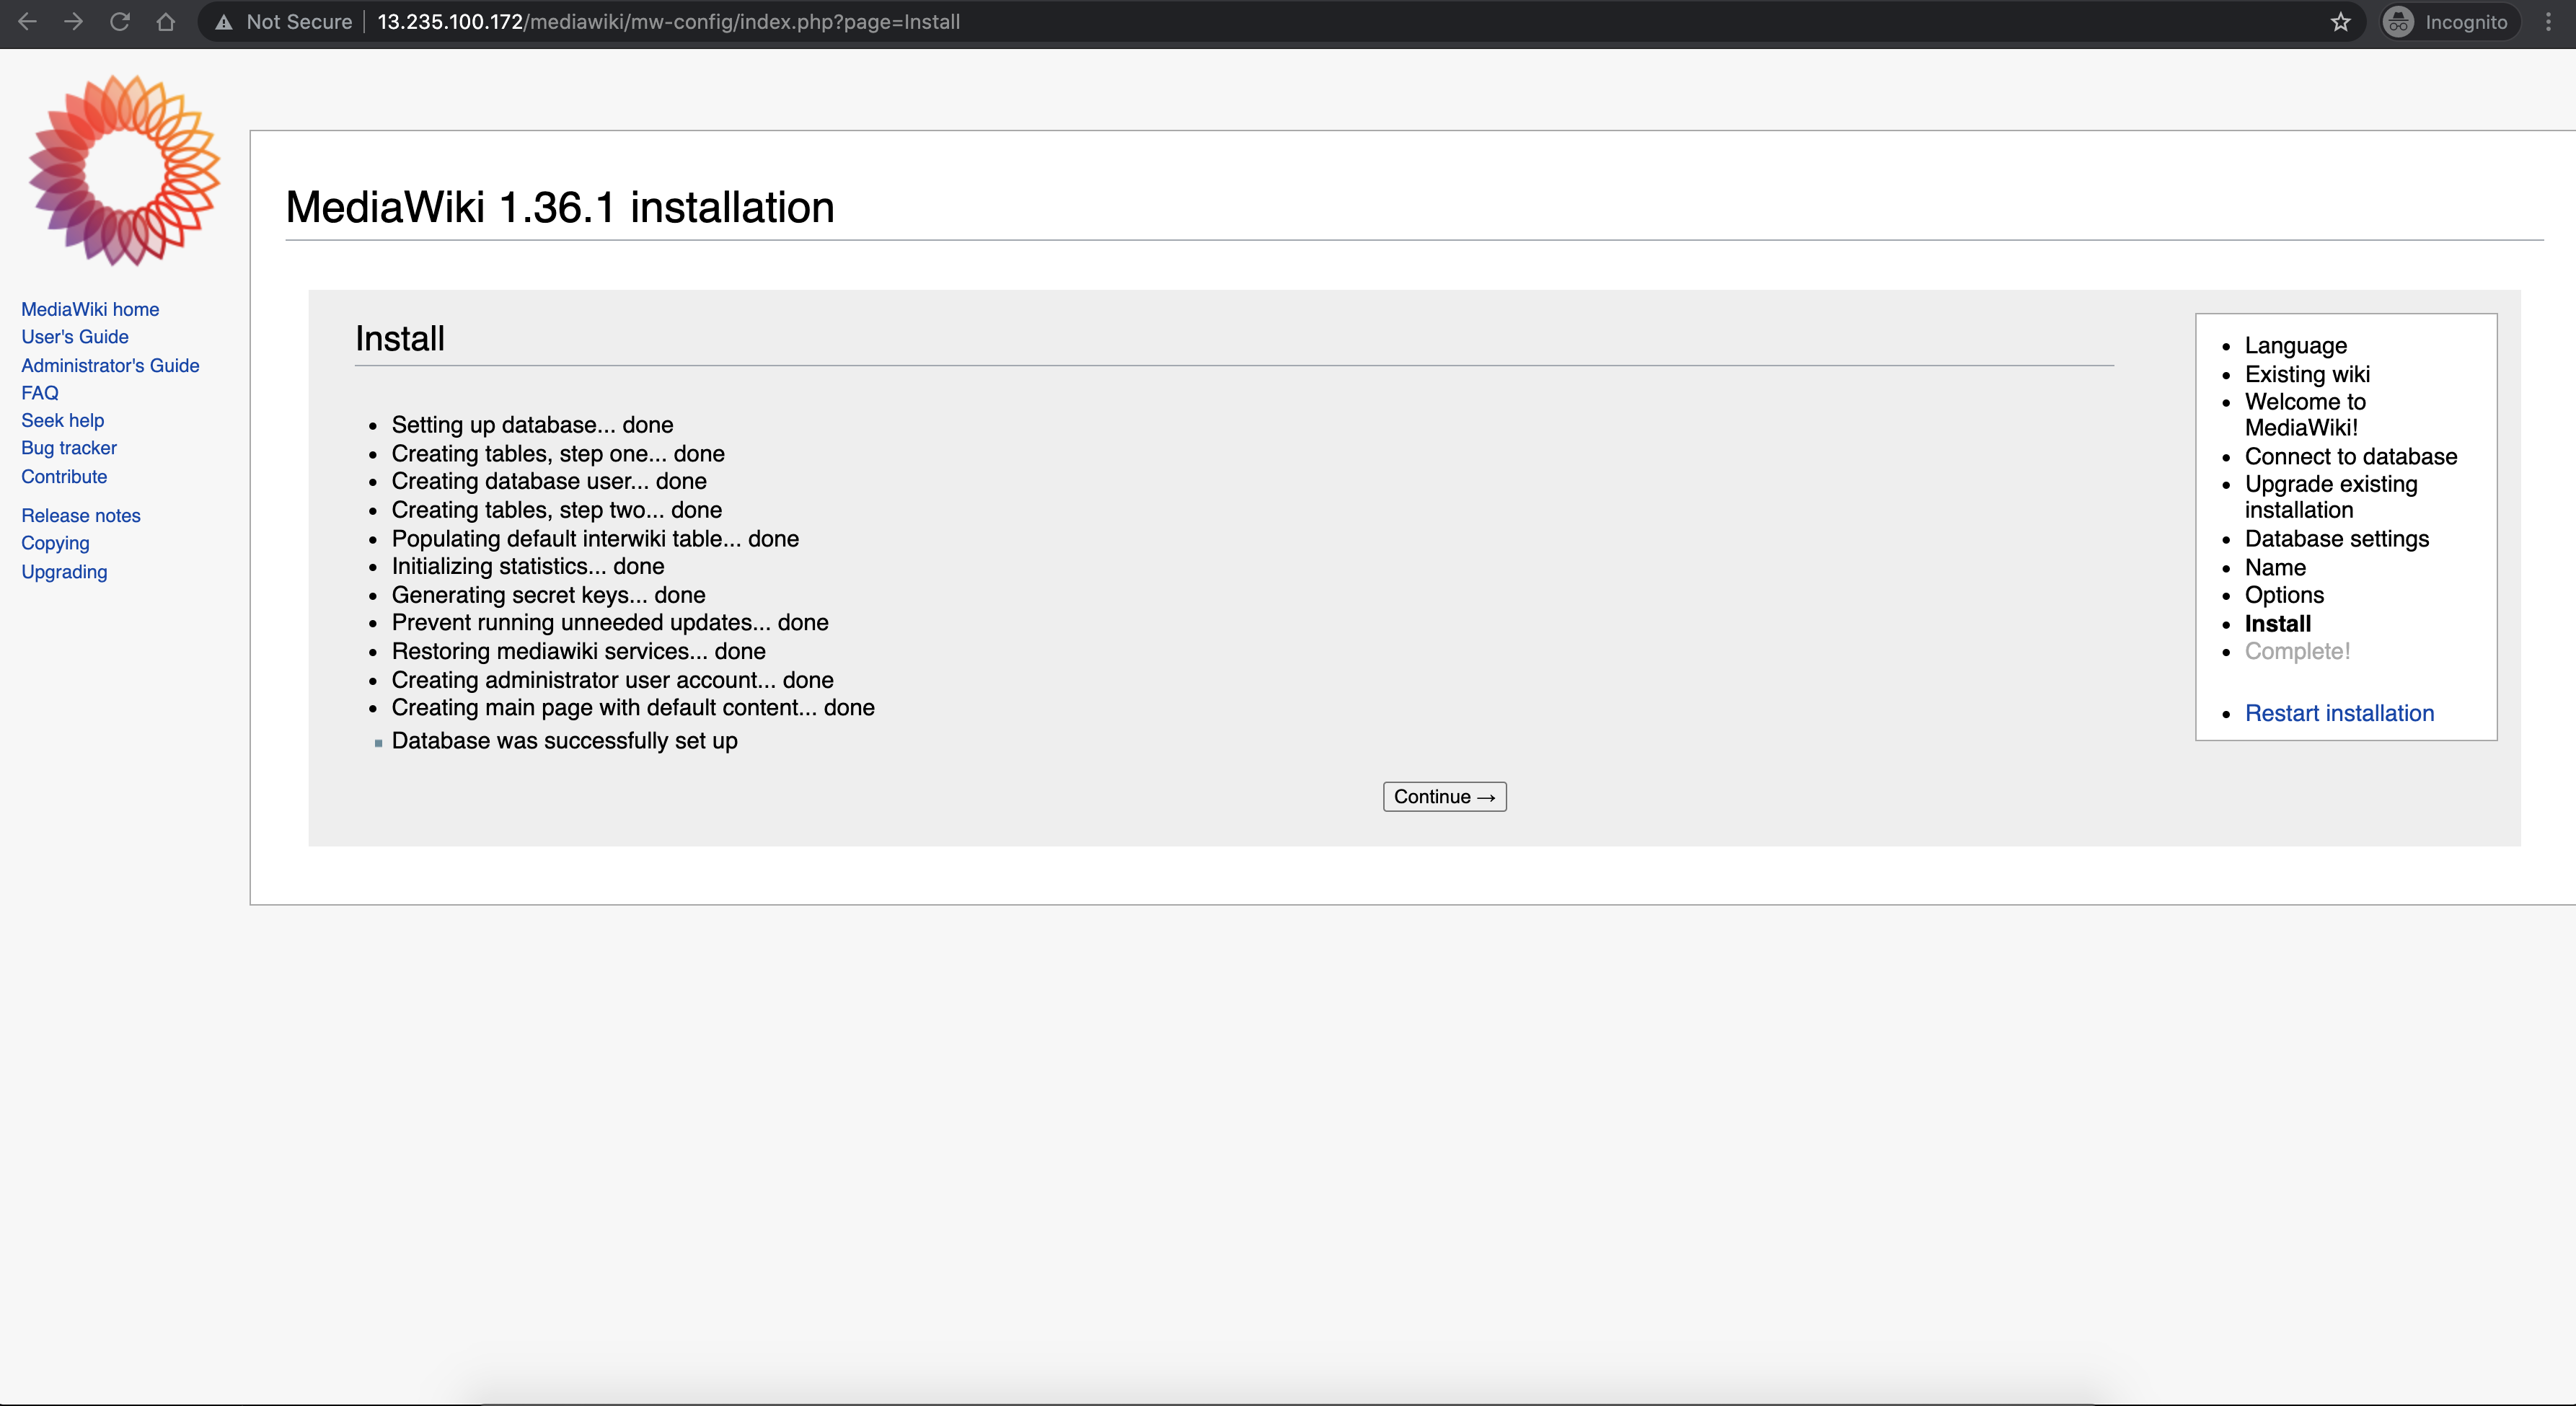 Not Secure 13.235.100.172/mediawiki/mw-config/index.php?page=Install
Incognito
MediaWiki home
User's Guide
Administrator's Guide
FAQ
Seek help
Bug tracker
Contribute
Release notes
Copying
Upgrading
MediaWiki 1.36.1 installation
Install
Setting up database... done
Creating tables, step one... done
Creating database user... done
Creating tables, step two... done
Populating default interwiki table... done
Initializing statistics... done
Generating secret keys... done
Prevent running unneeded updates... done
Restoring mediawiki services... done
Creating administrator user account... done
Creating main page with default content... done
Database was successfully set up
Continue →
Language
Existing wiki
Welcome to
MediaWiki!
Connect to database
Upgrade existing
installation
Database settings
Name
Options
Install
Complete!
Restart installation